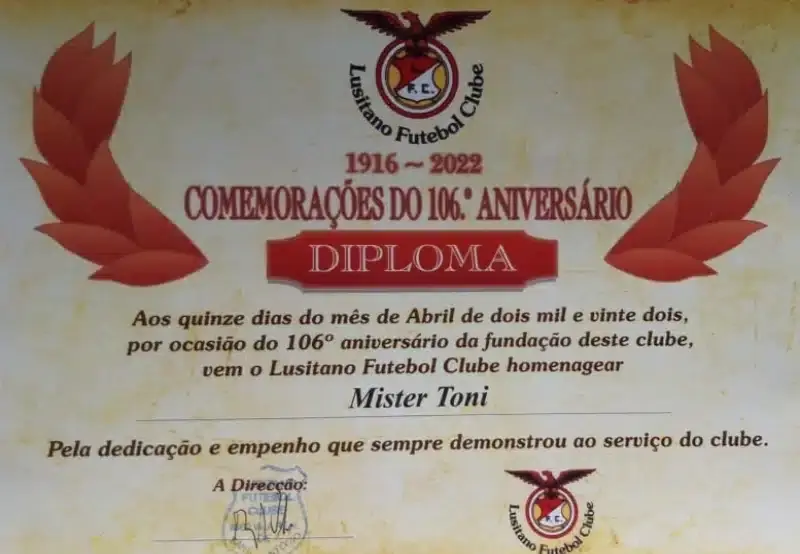 Lusitano Futebol Clube
F. C.
1916 ~ 2022
COMEMORAÇÕES DO 106.º ANIVERSÁRIO
DIPLOMA
Aos quinze dias do mês de Abril de dois mil e vinte dois,
por ocasião do 106º aniversário da fundação deste clube,
vem o Lusitano Futebol Clube homenagear
Mister Toni
Pela dedicação e empenho que sempre demonstrou ao serviço do clube.
A Direcção:
FUTEBOL
CLUBE
Lusitano Futebol Clube
F. C.